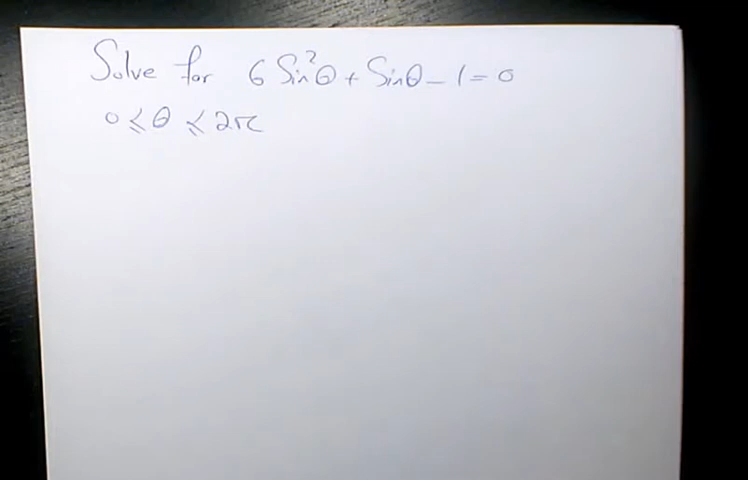 Solve for 6 Sin²θ + Sinθ - 1 = 0
0 ⩽ θ ⩽ 2π